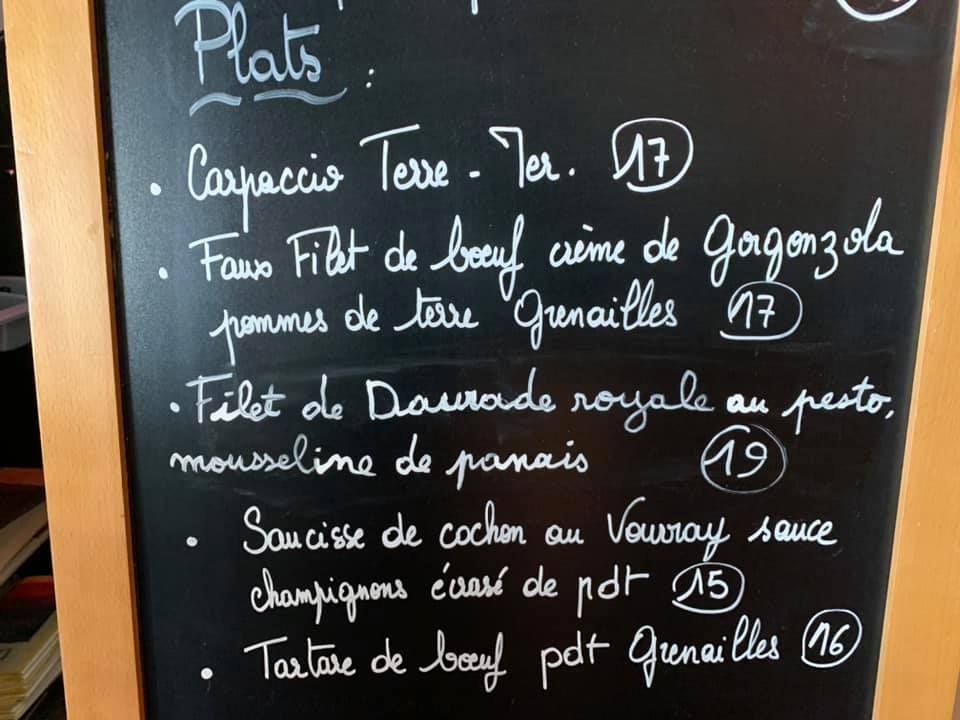 Plats :
• Carpaccio Terre - Mer. 17
• Faux Filet de bœuf crème de Gorgonzola
pommes de terre Grenailles 17
• Filet de Daurade royale au pesto,
mousseline de panais 19
• Saucisse de cochon au Vouvray sauce
champignons écrasé de pdt 15
• Tartare de bœuf pdt Grenailles 16